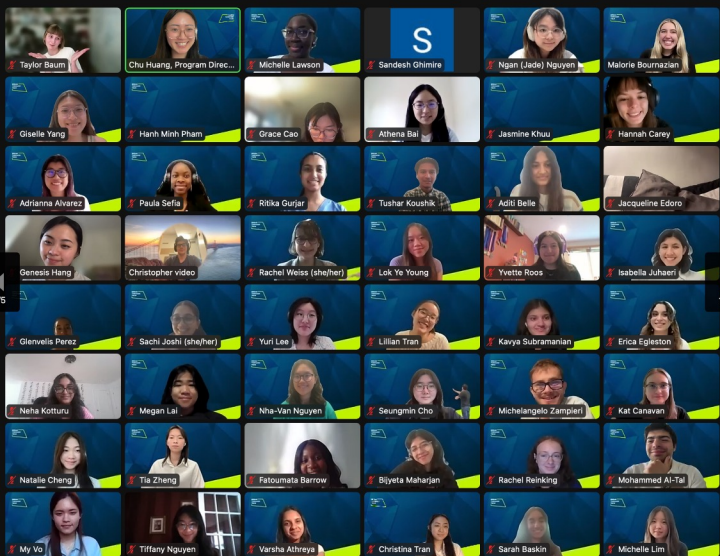 Taylor Baum
Chu Huang, Program Direc...
Michelle Lawson
S
Sandesh Ghimire
Ngan (Jade) Nguyen
Malorie Bournazian
Giselle Yang
Hanh Minh Pham
Grace Cao
Athena Bai
Jasmine Khuu
Hannah Carey
Adrianna Alvarez
Paula Sefia
Ritika Gurjar
Tushar Koushik
Aditi Belle
Jacqueline Edoro
Genesis Hang
Christopher video
Rachel Weiss (she/her)
Lok Ye Young
Yvette Roos
Isabella Juhaeri
/5
Glenvelis Perez
Sachi Joshi (she/her)
Yuri Lee
Lillian Tran
Kavya Subramanian
Erica Egleston
Neha Kotturu
Megan Lai
Nha-Van Nguyen
Seungmin Cho
Michelangelo Zampieri
Kat Canavan
Natalie Cheng
Tia Zheng
Fatoumata Barrow
Bijyeta Maharjan
Rachel Reinking
Mohammed Al-Tal
My Vo
Tiffany Nguyen
Varsha Athreya
Christina Tran
Sarah Baskin
Michelle Lim